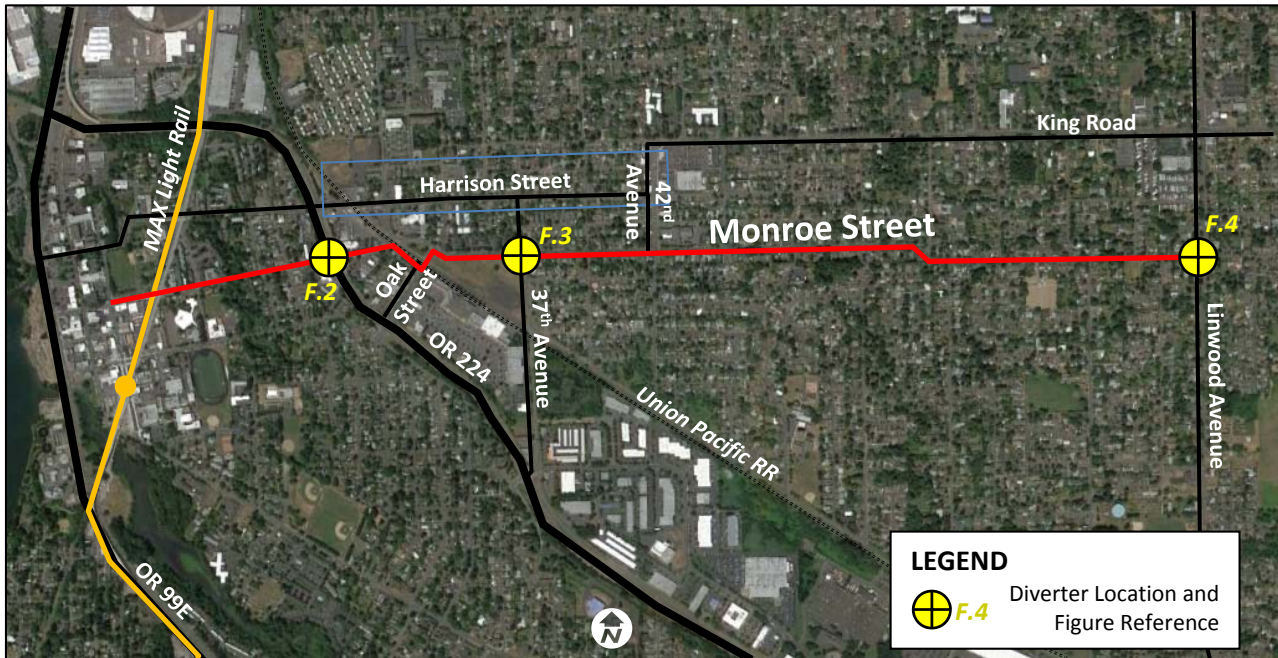 King Road
MAX Light Rail
Harrison Street
42nd
Avenue
Monroe Street
F.3
F.4
F.2
Oak
Street
37th Avenue
OR 224
Linwood Avenue
Union Pacific RR
OR 99E
N
LEGEND
F.4
Diverter Location and
Figure Reference